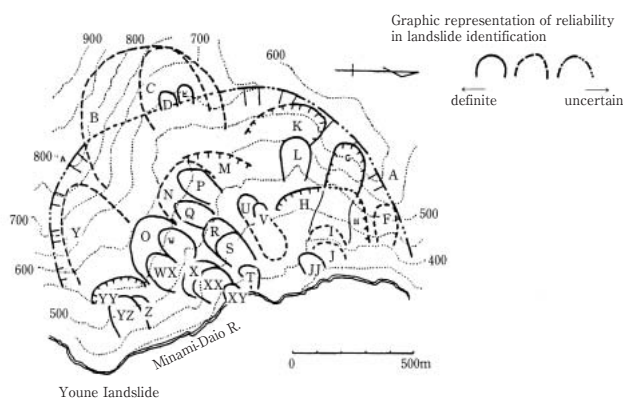 Graphic representation of reliability
in landslide identification
definite
uncertain
900
800
700
600
C
D
E
B
K
800
A
M
L
G
A
N
P
H
U
V
Q
F
500
700
Y
O
W
R
S
I
400
600
WX
X
J
T
JJ
XX
YY
XY
500
YZ
Z
Minami-Daio R.
0
500m
Youne Iandslide